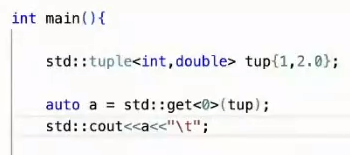 int main(){
std::tuple<int,double> tup{1,2.0};
auto a = std::get<0>(tup);
std::cout<<a<<"\t";